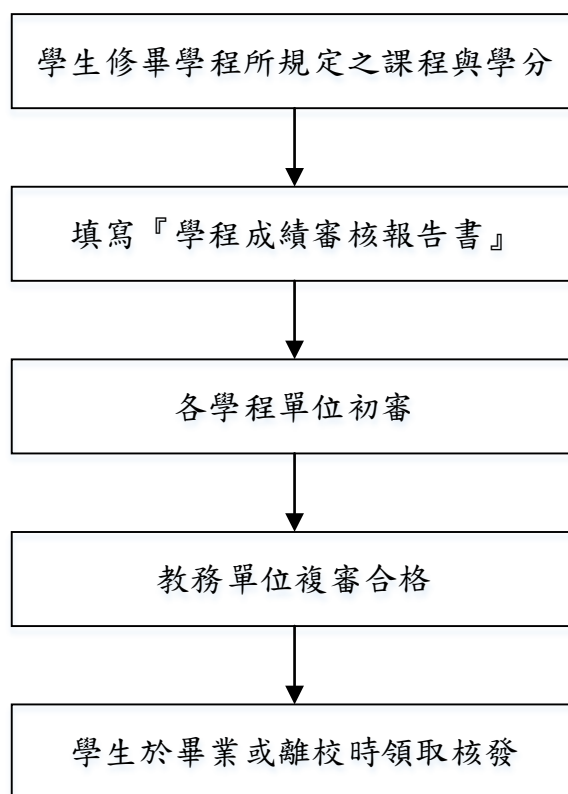 學生修畢學程所規定之課程與學分
填寫『學程成績審核報告書』
各學程單位初審
教務單位複審合格
學生於畢業或離校時領取核發